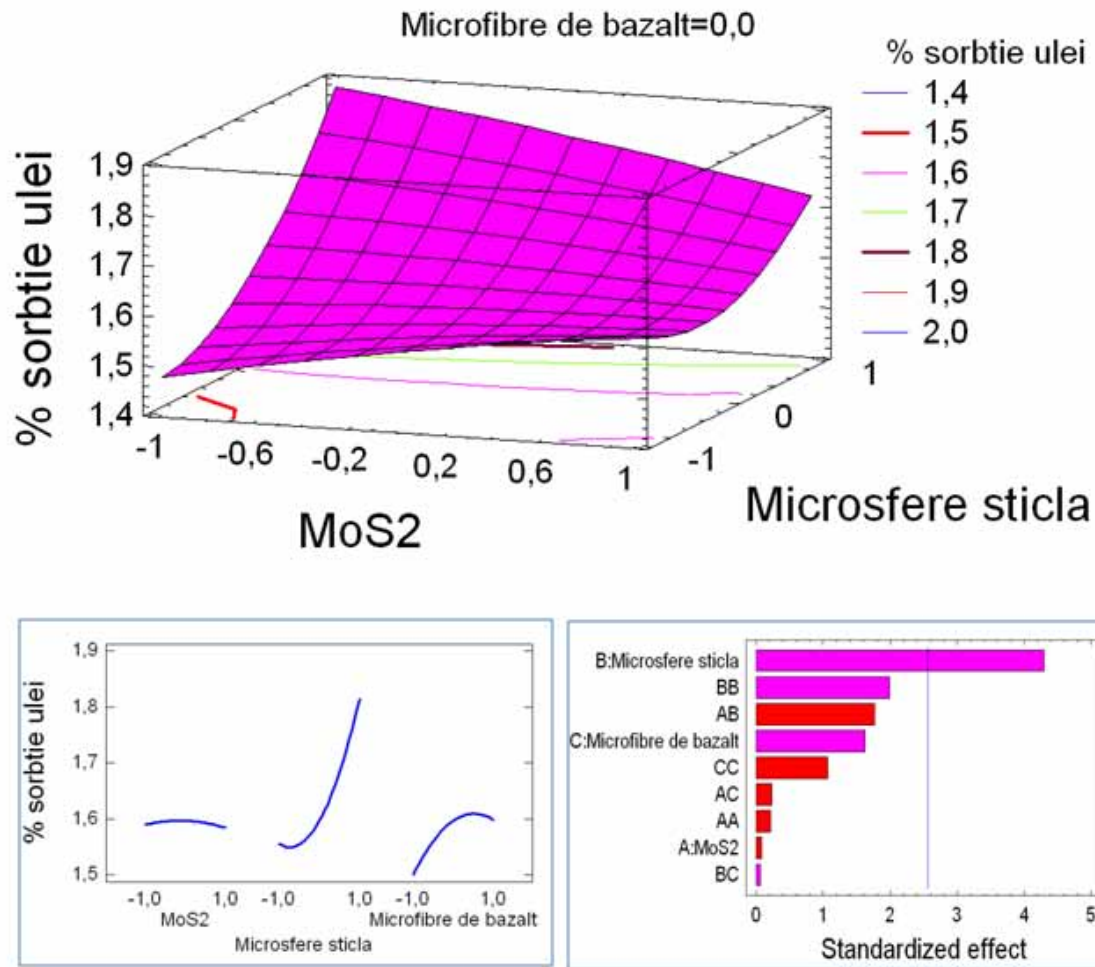 Microfibre de bazalt=0,0
% sorbtie ulei
1,4
1,5
1,6
1,7
1,8
1,9
2,0
% sorbtie ulei
1,9
1,8
1,7
1,6
1,5
1,4
-1
-0,6
-0,2
0,2
0,6
1
MoS2
-1
0
1
Microsfere sticla
% sorbtie ulei
1,9
1,8
1,7
1,6
1,5
-1,0 1,0 -1,0 1,0 -1,0 1,0
MoS2 Microfibre de bazalt
Microsfere sticla
B:Microsfere sticla
BB
AB
C:Microfibre de bazalt
CC
AC
AA
A:MoS2
BC
0 1 2 3 4 5
Standardized effect